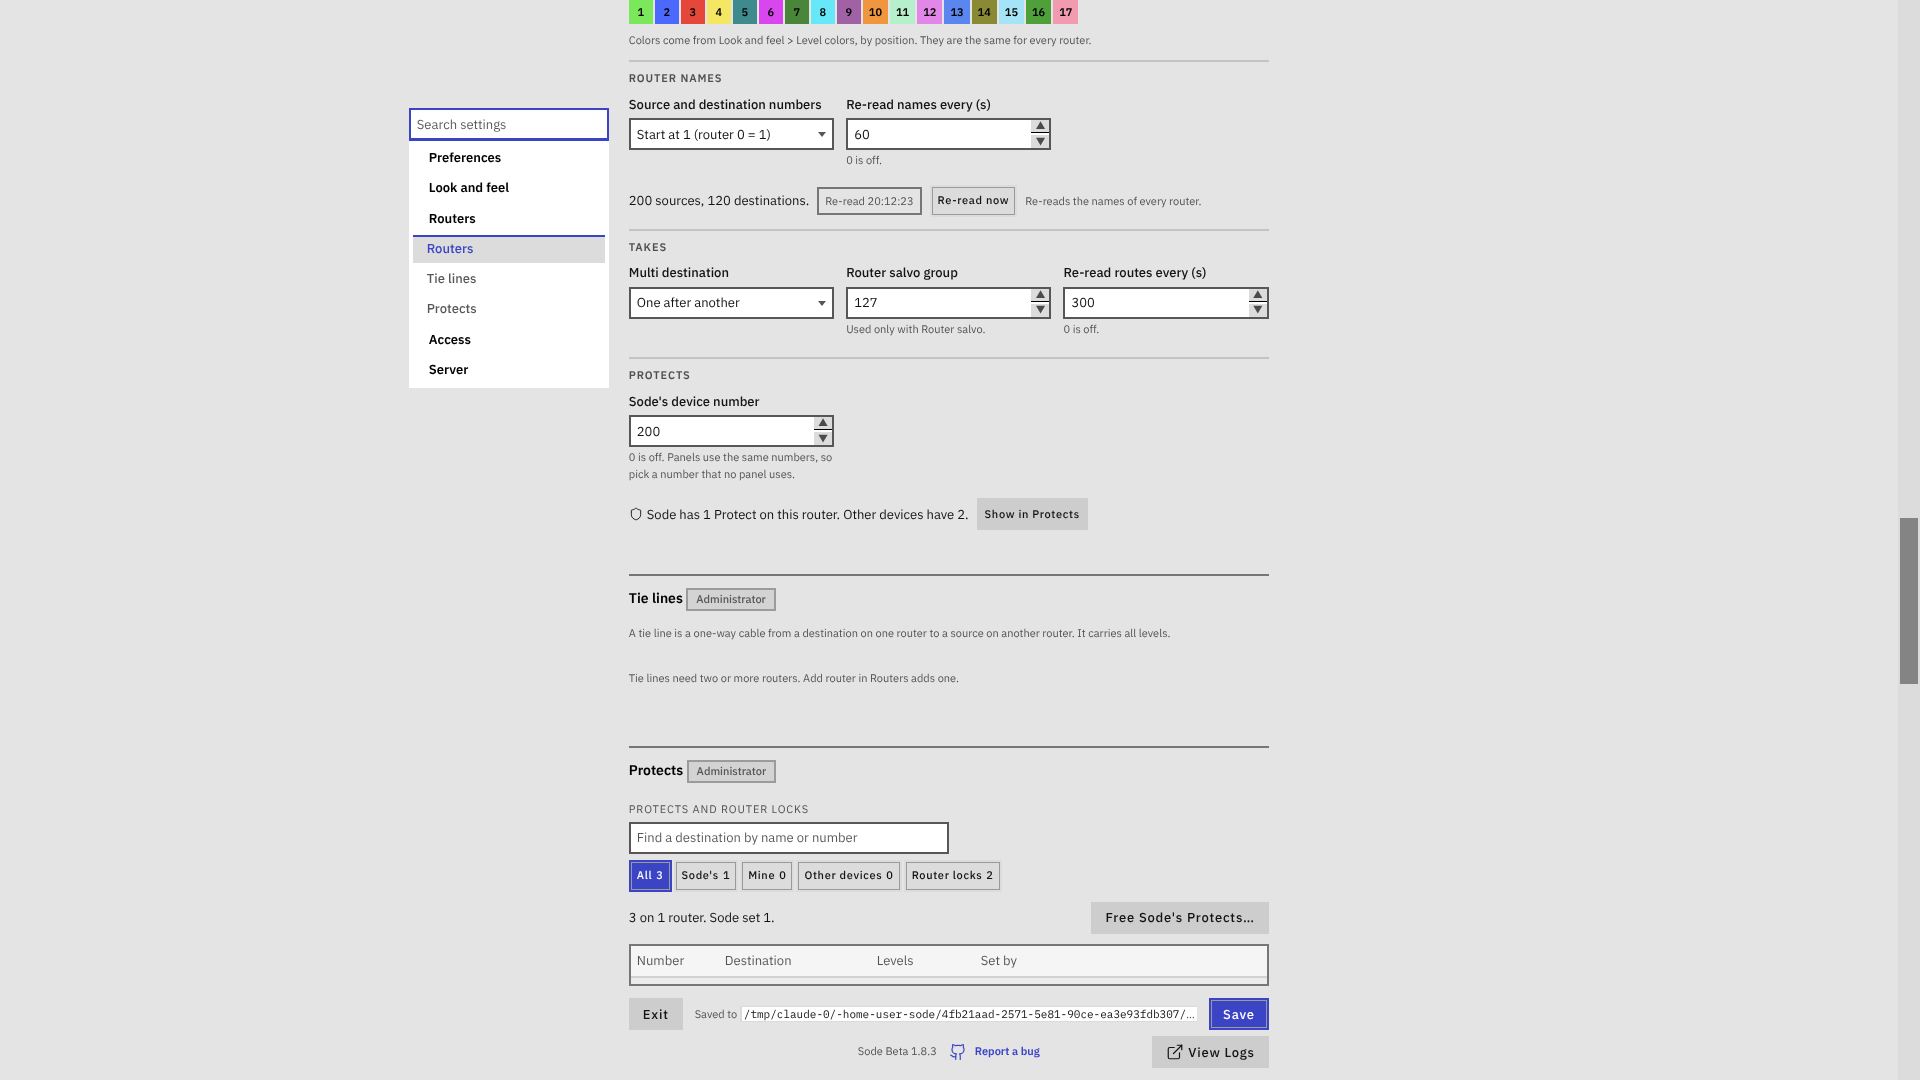 1 2 3 4 5 6 7 8 9 10 11 12 13 14 15 16 17
Colors come from Look and feel > Level colors, by position. They are the same for every router.
ROUTER NAMES
Source and destination numbers Re-read names every (s)
Search settings
Start at 1 (router 0 = 1) 60
0 is off.
Preferences
Look and feel
200 sources, 120 destinations. Re-read 20:12:23 Re-read now Re-reads the names of every router.
Routers
Routers
TAKES
Multi destination Router salvo group Re-read routes every (s)
Tie lines
One after another 127 300
Protects
Used only with Router salvo. 0 is off.
Access
Server
PROTECTS
Sode's device number
200
0 is off. Panels use the same numbers, so
pick a number that no panel uses.
Sode has 1 Protect on this router. Other devices have 2. Show in Protects
Tie lines Administrator
A tie line is a one-way cable from a destination on one router to a source on another router. It carries all levels.
Tie lines need two or more routers. Add router in Routers adds one.
Protects Administrator
PROTECTS AND ROUTER LOCKS
Find a destination by name or number
All 3 Sode's 1 Mine 0 Other devices 0 Router locks 2
3 on 1 router. Sode set 1. Free Sode's Protects...
Number Destination Levels Set by
Exit Saved to /tmp/claude-0/-home-user-sode/4fb21aad-2571-5e81-90ce-ea3e93fdb307/... Save
Sode Beta 1.8.3 Report a bug View Logs